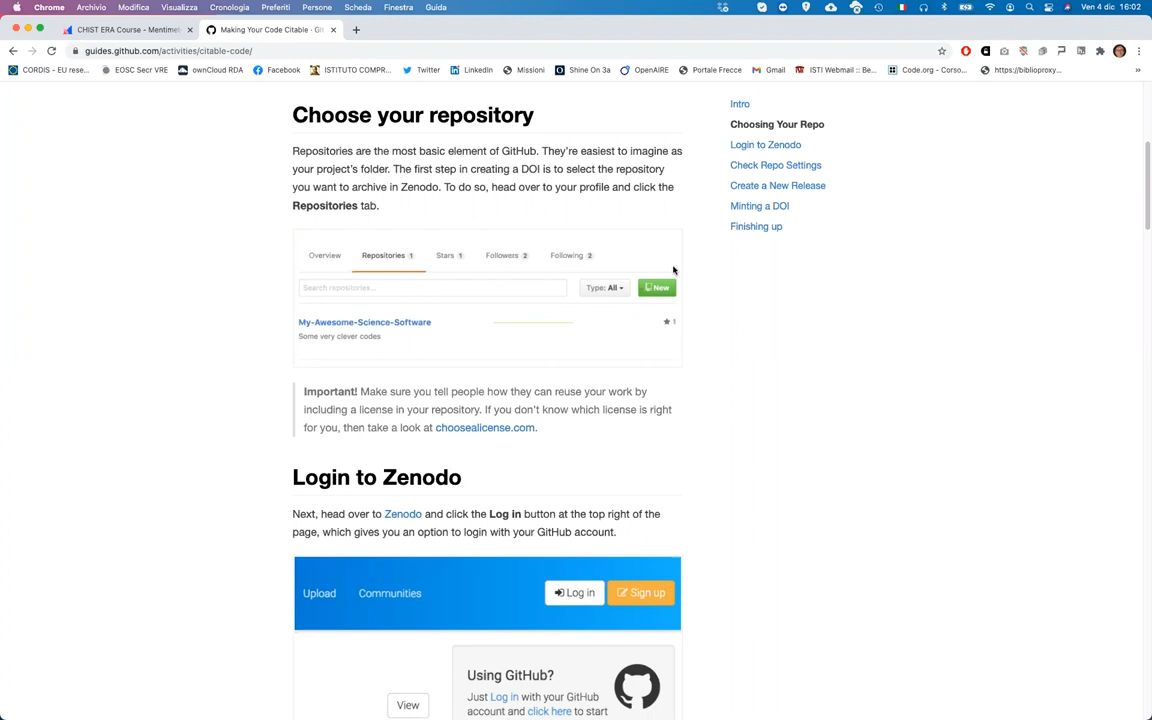 Chrome Archivio Modifica Visualizza Cronologia Preferiti Persone Scheda Finestra Guida Ven 4 dic 16:02
CHIST ERA Course - Mentimet Making Your Code Citable · Git
guides.github.com/activities/citable-code/
CORDIS - EU rese... EOSC Secr VRE ownCloud RDA Facebook ISTITUTO COMPR... Twitter LinkedIn Missioni Shine On 3a OpenAIRE Portale Frecce Gmail ISTI Webmail :: Be... Code.org - Corso... https://biblioproxy... »
Choose your repository
Repositories are the most basic element of GitHub. They're easiest to imagine as
your project's folder. The first step in creating a DOI is to select the repository
you want to archive in Zenodo. To do so, head over to your profile and click the
Repositories tab.
Overview Repositories 1 Stars 1 Followers 2 Following 2
Search repositories... Type: All New
My-Awesome-Science-Software 1
Some very clever codes
Important! Make sure you tell people how they can reuse your work by
including a license in your repository. If you don't know which license is right
for you, then take a look at choosealicense.com.
Login to Zenodo
Next, head over to Zenodo and click the Log in button at the top right of the
page, which gives you an option to login with your GitHub account.
Upload Communities Log in Sign up
Using GitHub?
Just Log in with your GitHub
View account and click here to start
Intro
Choosing Your Repo
Login to Zenodo
Check Repo Settings
Create a New Release
Minting a DOI
Finishing up